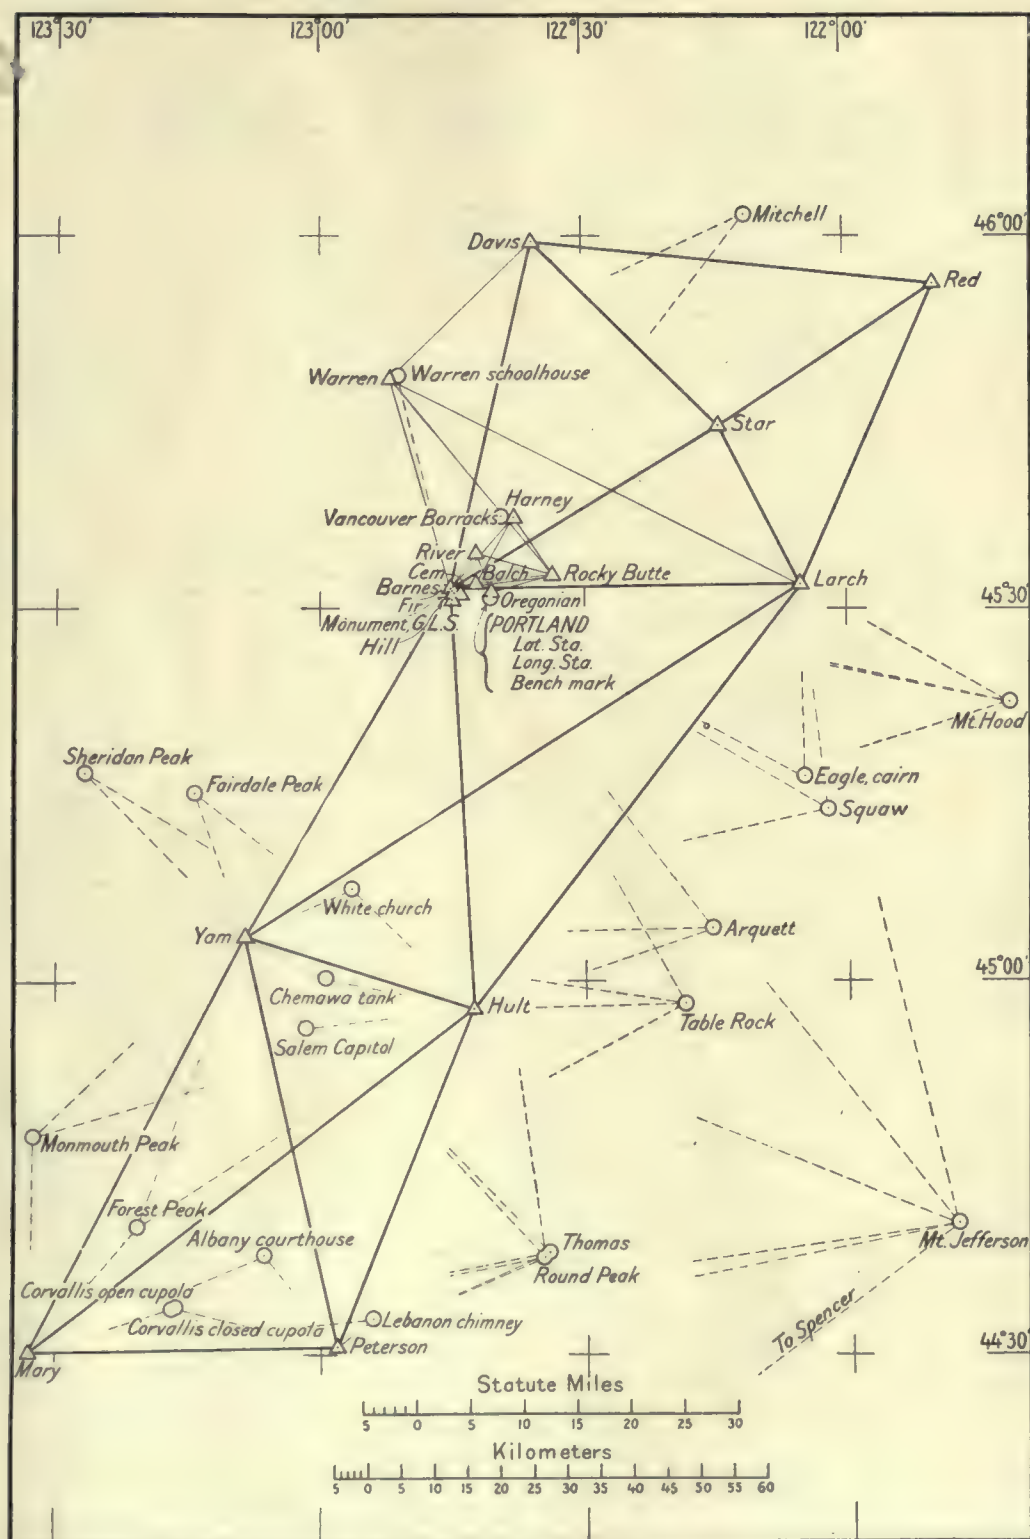 123°30'
123°00'
122°30'
122°00'
Mitchell
46°00'
Davis
Red
Warren
Warren schoolhouse
Star
Harney
Vancouver Barracks
River
Cem.
Balch
Rocky Butte
Larch
Barnes
45°30'
Fir
Oregonian
Monument, G.L.S.
PORTLAND
Hill
Lat. Sta.
Long. Sta.
Bench mark
Mt. Hood
Sheridan Peak
Fairdale Peak
Eagle, cairn
Squaw
White church
Yam
Arquett
45°00'
Chemawa tank
Hult
Table Rock
Salem Capitol
Monmouth Peak
Forest Peak
Albany courthouse
Thomas
Mt. Jefferson
Round Peak
Corvallis open cupola
Corvallis closed cupola
Lebanon chimney
To Spencer
Peterson
44°30'
Mary
Statute Miles
5 0 5 10 15 20 25 30
Kilometers
5 0 5 10 15 20 25 30 35 40 45 50 55 60